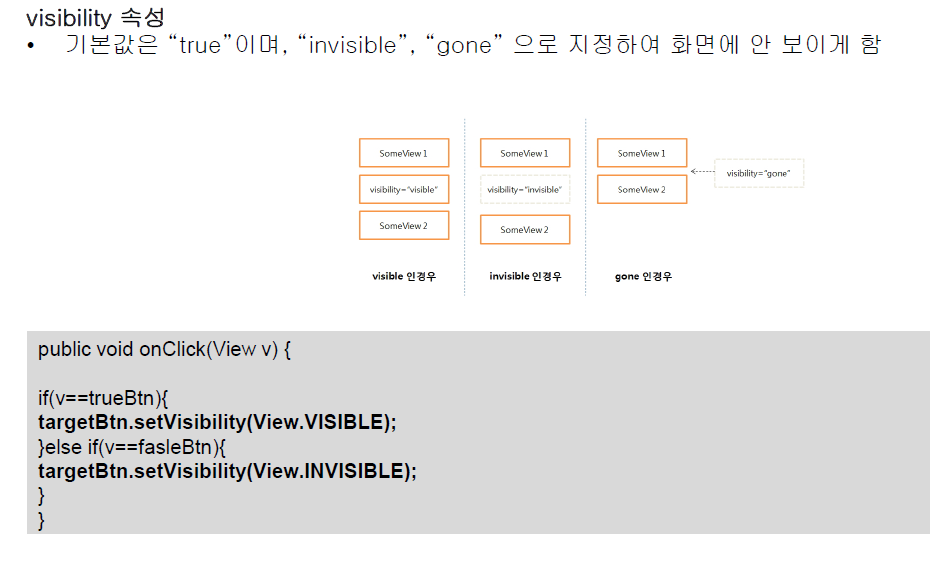 visibility 속성
• 기본값은 “true”이며, “invisible”, “gone” 으로 지정하여 화면에 안 보이게 함
SomeView 1
visibility="visible"
SomeView 2
visible 인경우
SomeView 1
visibility="invisible"
SomeView 2
invisible 인경우
SomeView 1
SomeView 2
gone 인경우
visibility="gone"
public void onClick(View v) {
if(v==trueBtn){
targetBtn.setVisibility(View.VISIBLE);
}else if(v==fasleBtn){
targetBtn.setVisibility(View.INVISIBLE);
}
}